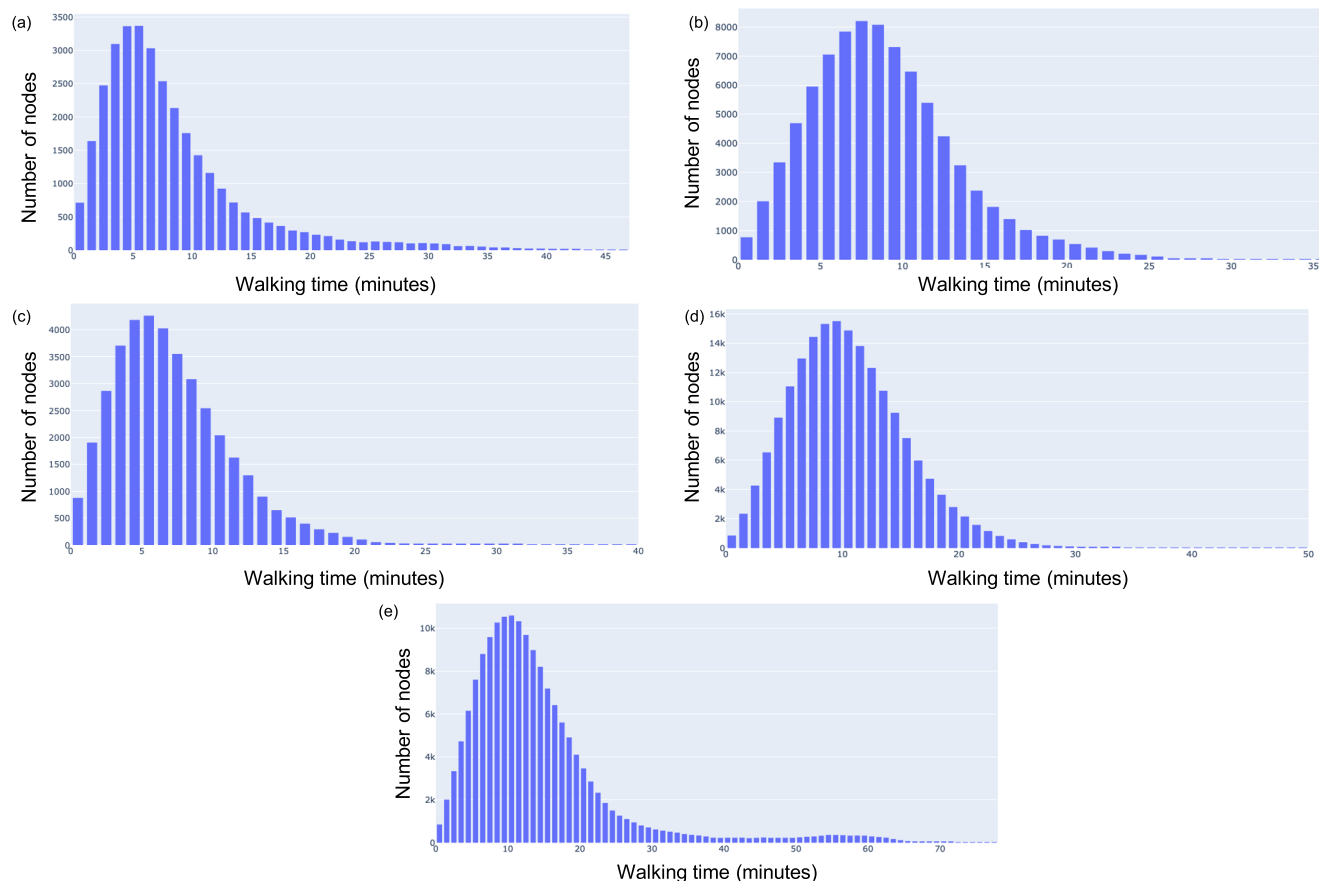 (a)
Number of nodes
3500
3000
2500
2000
1500
1000
500
0
0 5 10 15 20 25 30 35 40 45
Walking time (minutes)
(b)
Number of nodes
8000
7000
6000
5000
4000
3000
2000
1000
0
0 5 10 15 20 25 30 35
Walking time (minutes)
(c)
Number of nodes
4000
3500
3000
2500
2000
1500
1000
500
0
0 5 10 15 20 25 30 35 40
Walking time (minutes)
(d)
Number of nodes
16k
14k
12k
10k
8k
6k
4k
2k
0
0 10 20 30 40 50
Walking time (minutes)
(e)
Number of nodes
10k
8k
6k
4k
2k
0
0 10 20 30 40 50 60 70
Walking time (minutes)